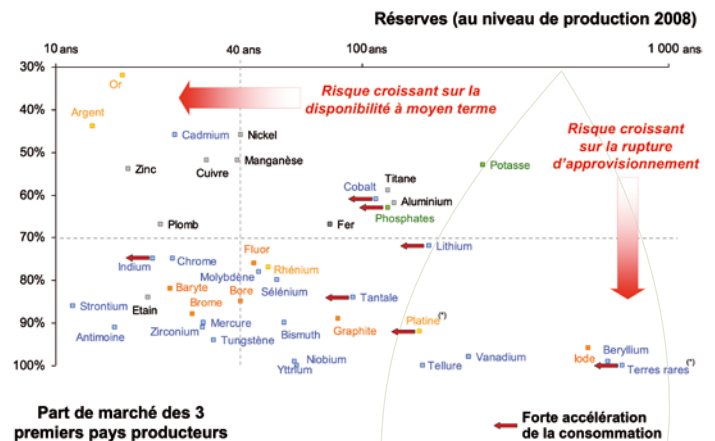 Réserves (au niveau de production 2008)
10 ans
40 ans
100 ans
1 000 ans
30%
40%
50%
60%
70%
80%
90%
100%
Or
Argent
Risque croissant sur la
disponibilité à moyen terme
Risque croissant
sur la rupture
d'approvisionnement
Cadmium
Nickel
Zinc
Cuivre
Manganèse
Potasse
Titane
Cobalt
Aluminium
Phosphates
Plomb
Fer
Lithium
Indium
Chrome
Fluor
Molybdène
Rhénium
Sélénium
Baryte
Bore
Tantale
Etain
Strontium
Brome
Antimoine
Zirconium
Mercure
Tungstène
Bismuth
Graphite
Platine (*)
Niobium
Yttrium
Tellure
Vanadium
Iode
Beryllium
Terres rares (*)
Part de marché des 3
premiers pays producteurs
Forte accélération
de la consommation